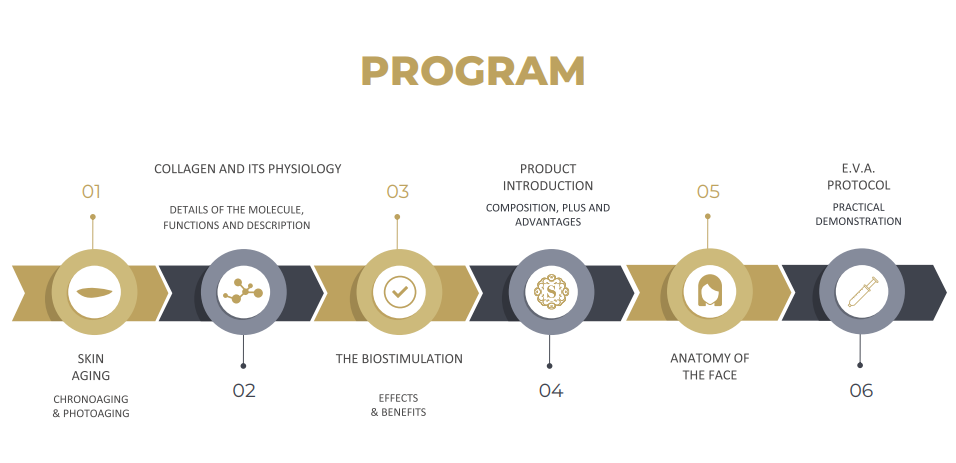 PROGRAM
01
SKIN
AGING
CHRONOAGING
& PHOTOAGING
COLLAGEN AND ITS PHYSIOLOGY
DETAILS OF THE MOLECULE,
FUNCTIONS AND DESCRIPTION
02
03
THE BIOSTIMULATION
EFFECTS
& BENEFITS
PRODUCT
INTRODUCTION
COMPOSITION, PLUS AND
ADVANTAGES
S
04
05
ANATOMY OF
THE FACE
E.V.A.
PROTOCOL
PRACTICAL
DEMONSTRATION
06